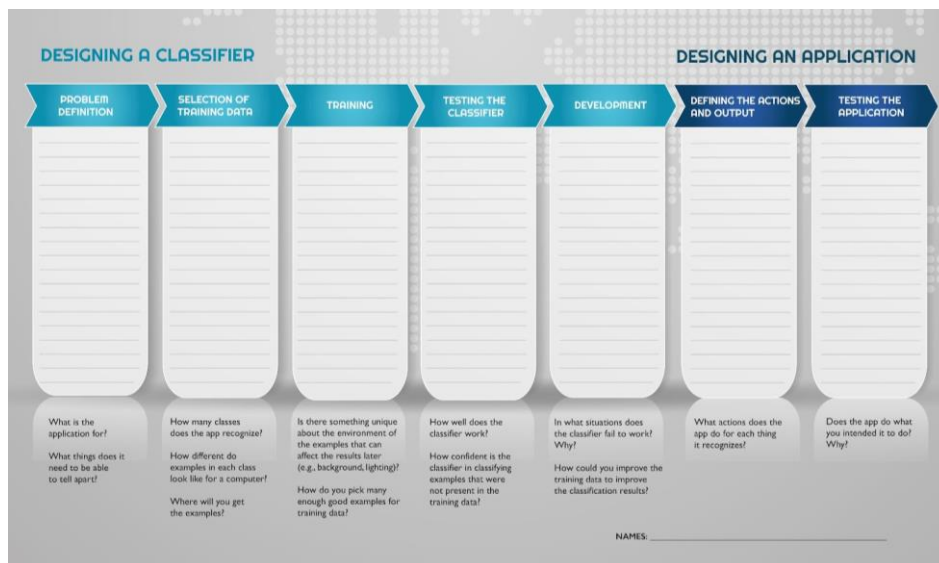 DESIGNING A CLASSIFIER
DESIGNING AN APPLICATION
PROBLEM
DEFINITION
SELECTION OF
TRAINING DATA
TRAINING
TESTING THE
CLASSIFIER
DEVELOPMENT
DEFINING THE ACTIONS
AND OUTPUT
TESTING THE
APPLICATION
What is the
application for?
What things does it
need to be able
to tell apart?
How many classes
does the app recognize?
How different do
examples in each class
look like for a computer?
Where will you get
the examples?
Is there something unique
about the environment of
the examples that can
affect the results later
(e.g., background, lighting)?
How do you pick many
enough good examples for
training data?
How well does the
classifier work?
How confident is the
classifier in classifying
examples that were
not present in the
training data?
In what situations does
the classifier fail to work?
Why?
How could you improve the
training data to improve
the classification results?
What actions does the
app do for each thing
it recognizes?
Does the app do what
you intended it to do?
Why?
NAMES: